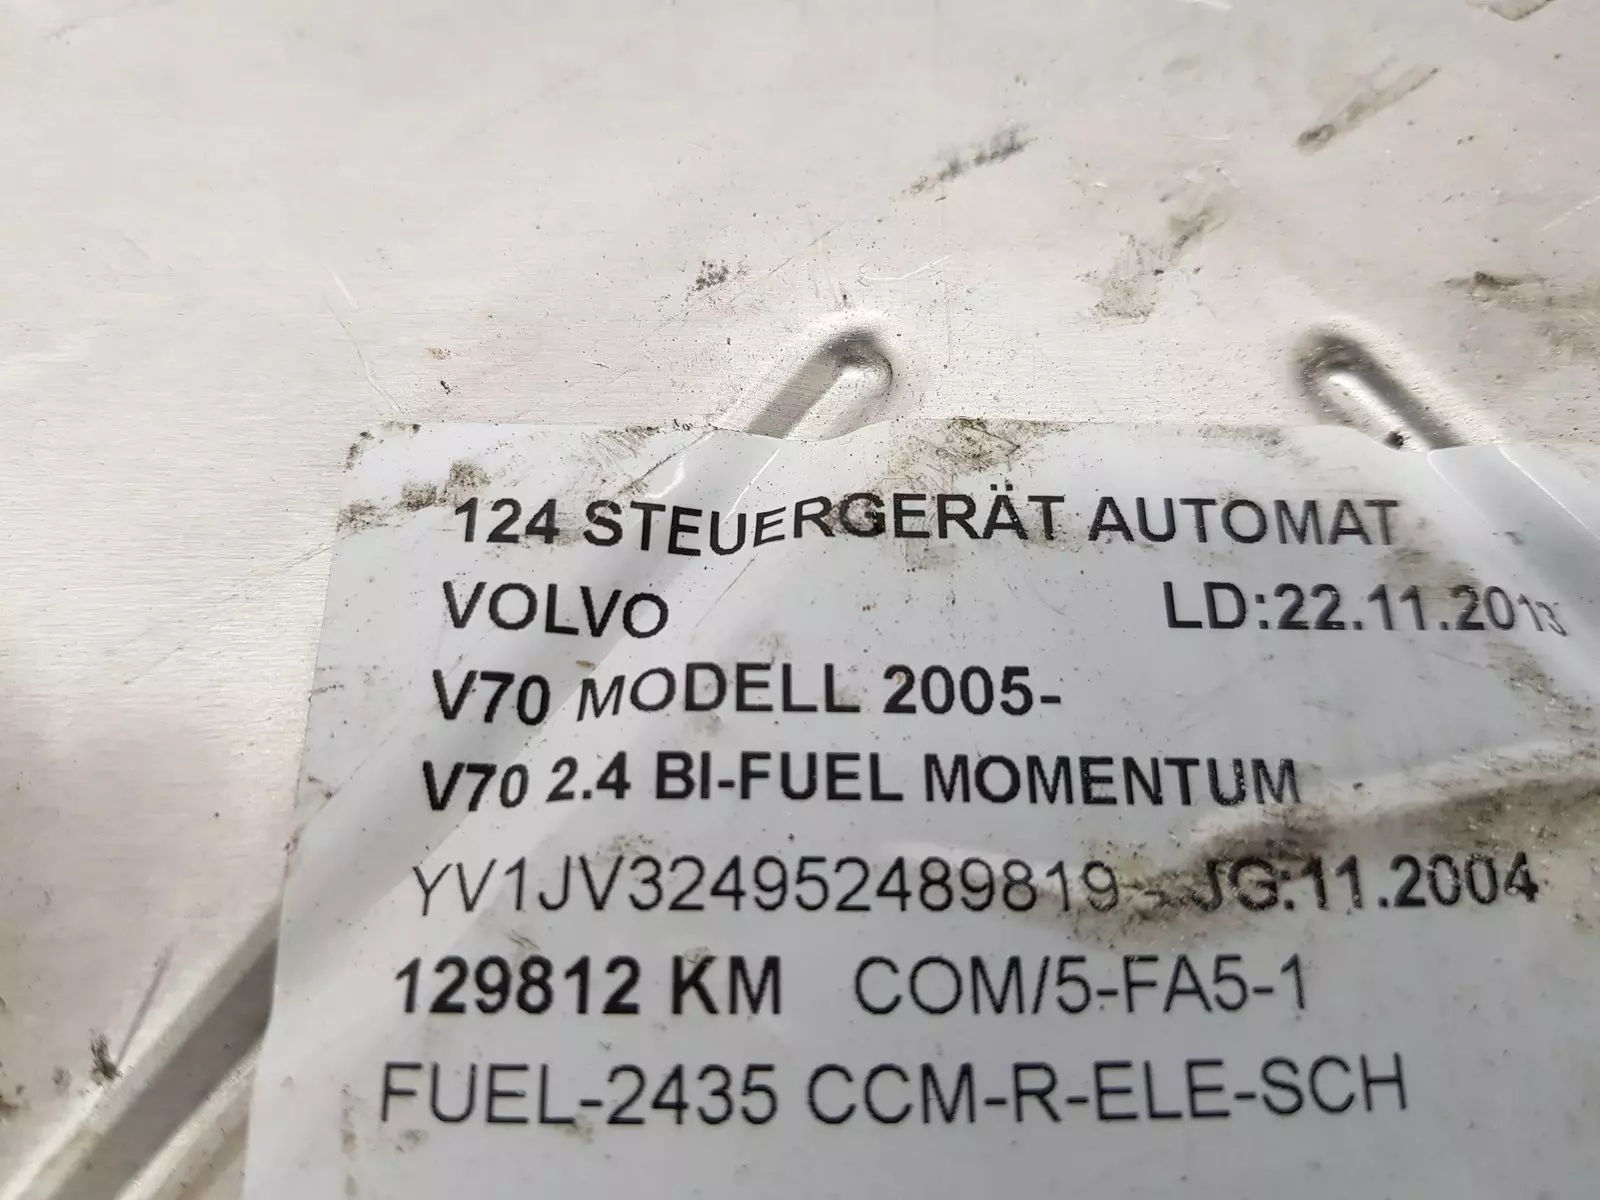 124 STEUERGERÄT AUTOMAT
VOLVO LD:22.11.2013
V70 MODELL 2005-
V70 2.4 BI-FUEL MOMENTUM
YV1JV324952489819 - JG:11.2004
129812 KM COM/5-FA5-1
FUEL-2435 CCM-R-ELE-SCH